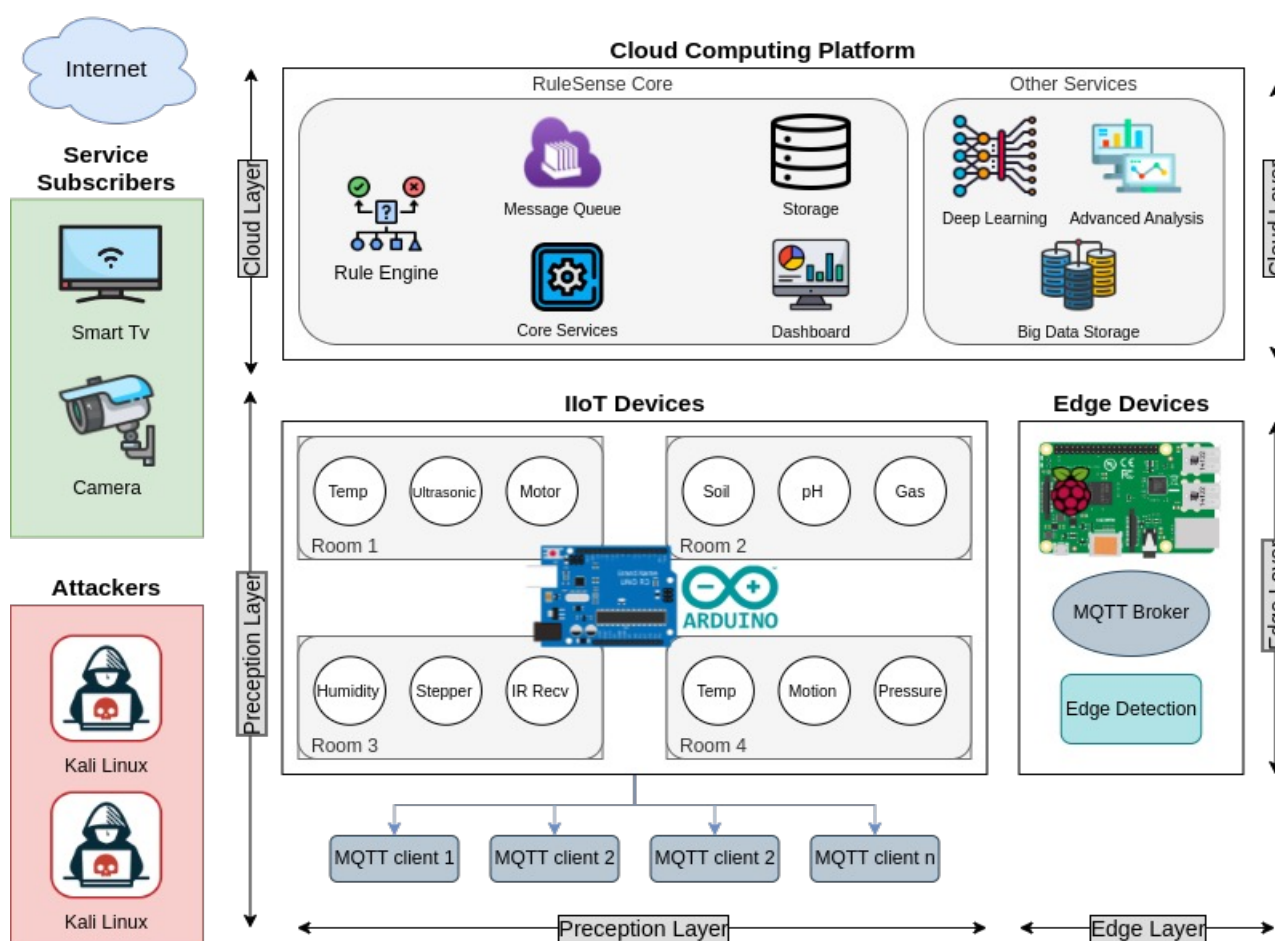 Internet
Service
Subscribers
Smart Tv
Camera
Attackers
Kali Linux
Kali Linux
Cloud Layer
Preception Layer
Cloud Computing Platform
RuleSense Core
Rule Engine
Message Queue
Storage
Core Services
Dashboard
Other Services
Deep Learning
Advanced Analysis
Big Data Storage
Cloud Layer
IIoT Devices
Temp
Ultrasonic
Motor
Room 1
Soil
pH
Gas
Room 2
ARDUINO
Humidity
Stepper
IR Recv
Room 3
Temp
Motion
Pressure
Room 4
Edge Devices
MQTT Broker
Edge Detection
Edge Layer
MQTT client 1
MQTT client 2
MQTT client 2
MQTT client n
Preception Layer
Edge Layer